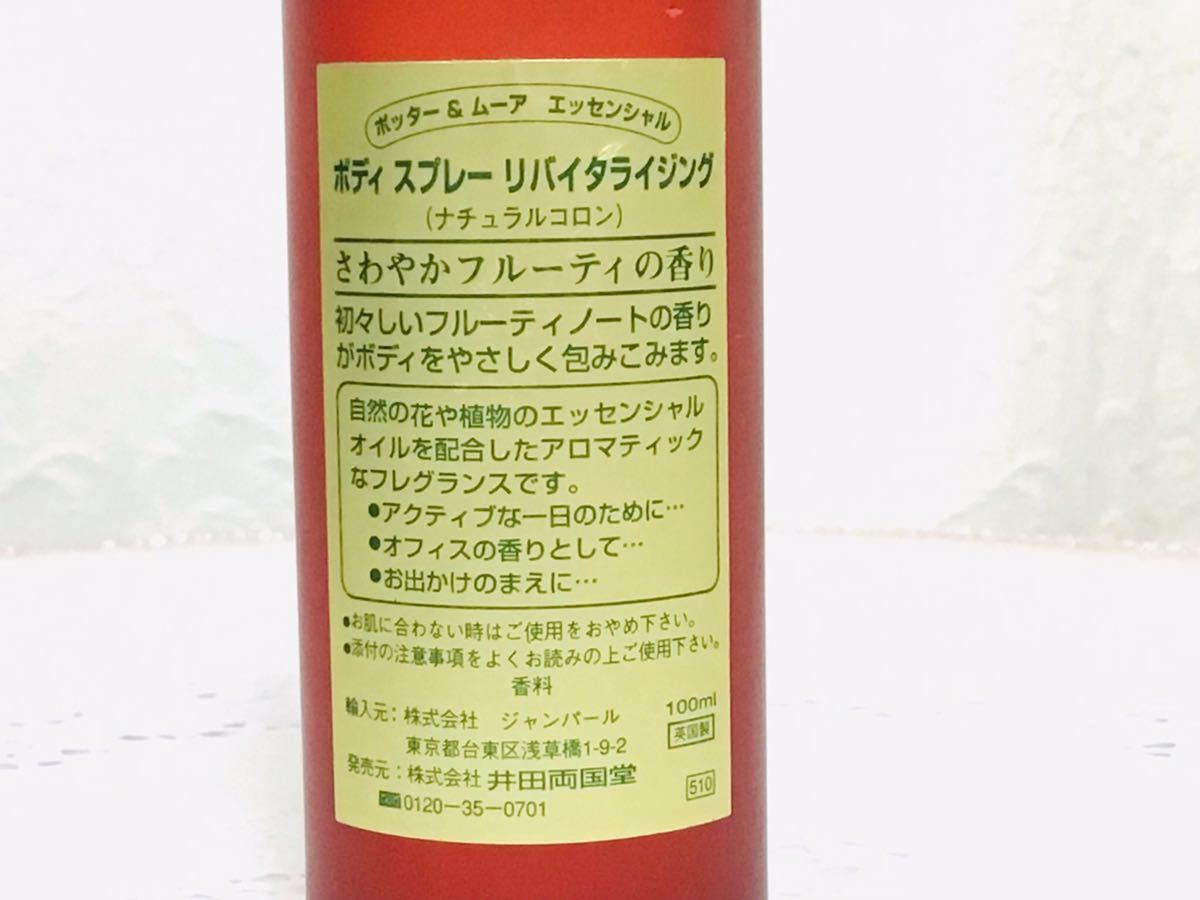 ポッター & ムーア エッセンシャル
ボディ スプレー リバイタライジング
(ナチュラルコロン)
さわやかフルーティの香り
初々しいフルーティノートの香り
がボディをやさしく包みこみます。
自然の花や植物のエッセンシャル
オイルを配合したアロマティック
なフレグランスです。
●アクティブな一日のために…
●オフィスの香りとして…
●お出かけのまえに…
●お肌に合わない時はご使用をおやめ下さい。
●添付の注意事項をよくお読みの上ご使用下さい。
香料
輸入元：株式会社 ジャンパール 100ml
東京都台東区浅草橋1-9-2 英国製
発売元：株式会社 井田両国堂 510
0120-35-0701